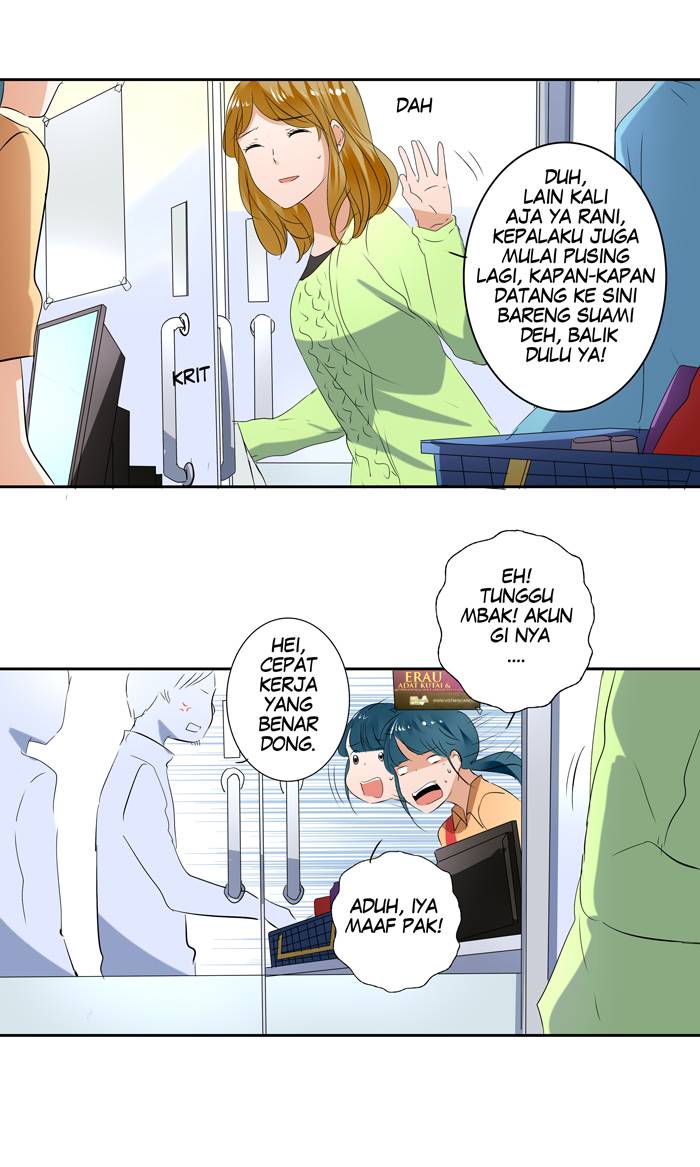 DAH
DUH,
LAIN KALI
AJA YA RANI,
KEPALAKU JUGA
MULAI PUSING
LAGI, KAPAN-KAPAN
DATANG KE SINI
BARENG SUAMI
DEH, BALIK
DULU YA!
KRIT
EH!
TUNGGU
MBAK! AKUN
GI NYA
....
HEI,
CEPAT
KERJA
YANG
BENAR
DONG.
ERAU
ADAT KUTAI &
ADUH, IYA
MAAF PAK!